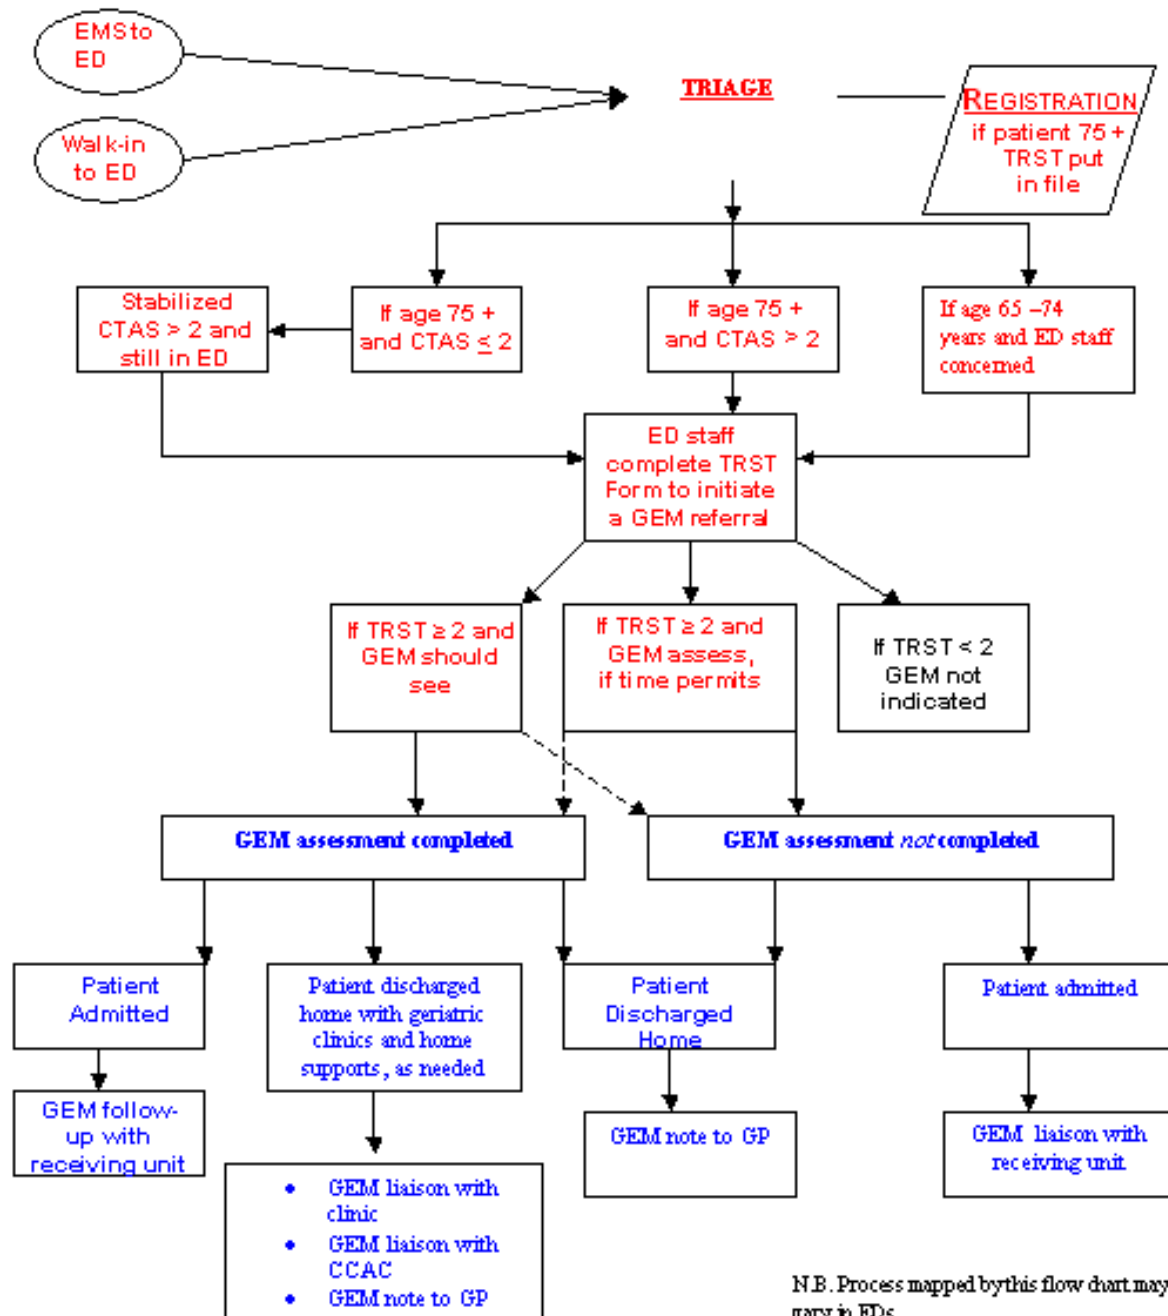 EMS to
ED
TRIAGE
REGISTRATION
if patient 75 +
TRST put
in file
Walk-in
to ED
Stabilized
CTAS > 2 and
still in ED
If age 75 +
and CTAS ≤ 2
If age 75 +
and CTAS > 2
If age 65 –74
years and ED staff
concerned
ED staff
complete TRST
Form to initiate
a GEM referral
If TRST ≥ 2 and
GEM should
see
If TRST ≥ 2 and
GEM assess,
if time permits
If TRST < 2
GEM not
indicated
GEM assessment completed
GEM assessment not completed
Patient
Admitted
Patient discharged
home with geriatric
clinics and home
supports, as needed
Patient
Discharged
Home
Patient admitted
GEM follow-
up with
receiving unit
GEM note to GP
GEM liaison with
receiving unit
• GEM liaison with
clinic
• GEM liaison with
CCAC
• GEM note to GP
N.B. Process mapped by this flow chart may
vary in EDs